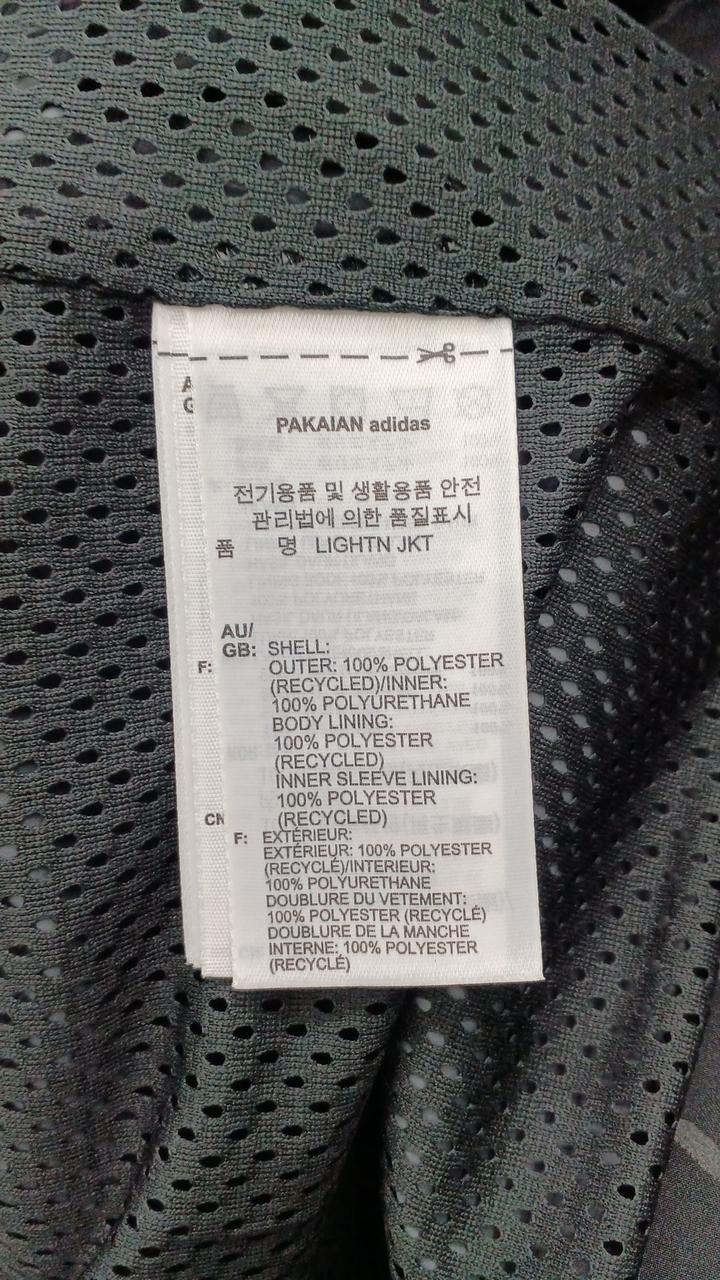 PAKAIAN adidas
전기용품 및 생활용품 안전
관리법에 의한 품질표시
품 명 LIGHTN JKT
AU/
GB: SHELL:
F:
OUTER: 100% POLYESTER
(RECYCLED)/INNER:
100% POLYURETHANE
BODY LINING:
100% POLYESTER
(RECYCLED)
INNER SLEEVE LINING:
100% POLYESTER
(RECYCLED)
CN
F: EXTÉRIEUR:
EXTÉRIEUR: 100% POLYESTER
(RECYCLÉ)/INTERIEUR:
100% POLYURETHANE
DOUBLURE DU VETEMENT:
100% POLYESTER (RECYCLÉ)
DOUBLURE DE LA MANCHE
INTERNE: 100% POLYESTER
(RECYCLÉ)